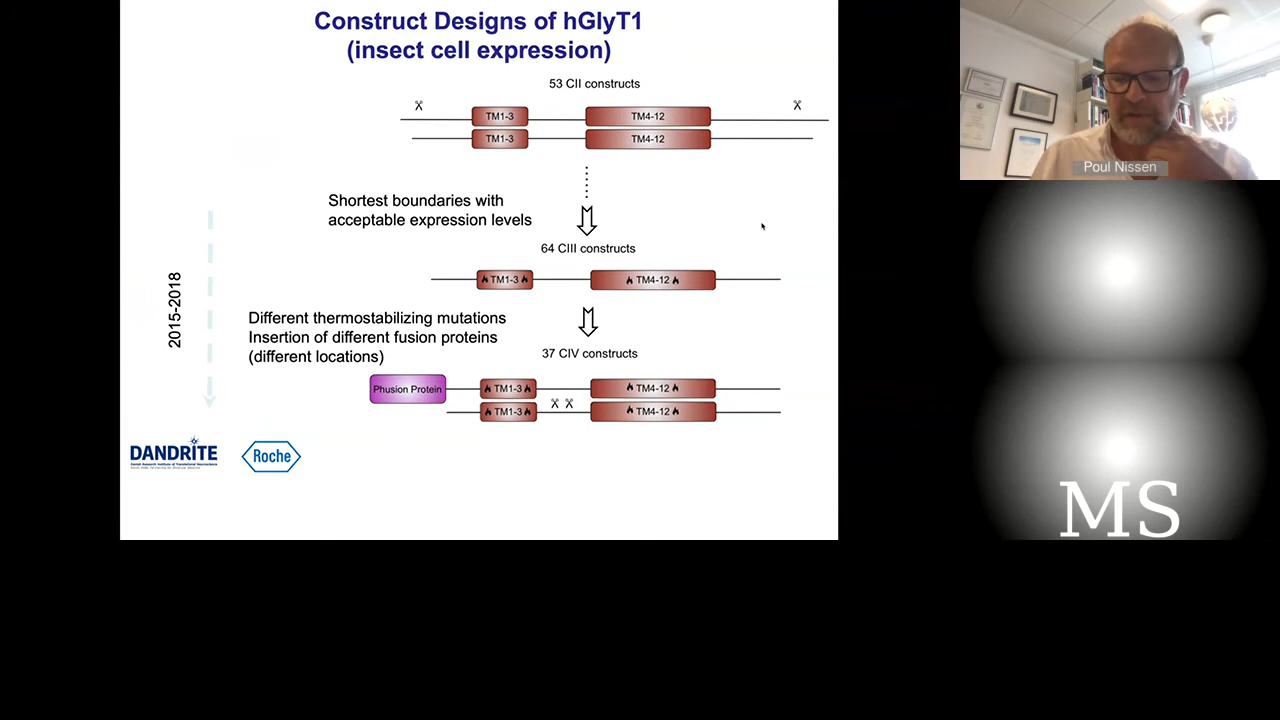 Construct Designs of hGlyT1
(insect cell expression)
53 CII constructs
TM1-3 TM4-12
TM1-3 TM4-12
Shortest boundaries with
acceptable expression levels
64 CIII constructs
TM1-3 TM4-12
2015-2018
Different thermostabilizing mutations
Insertion of different fusion proteins
(different locations)
37 CIV constructs
Phusion Protein TM1-3 TM4-12
TM1-3 TM4-12
DANDRITE
Roche
Poul Nissen
MS